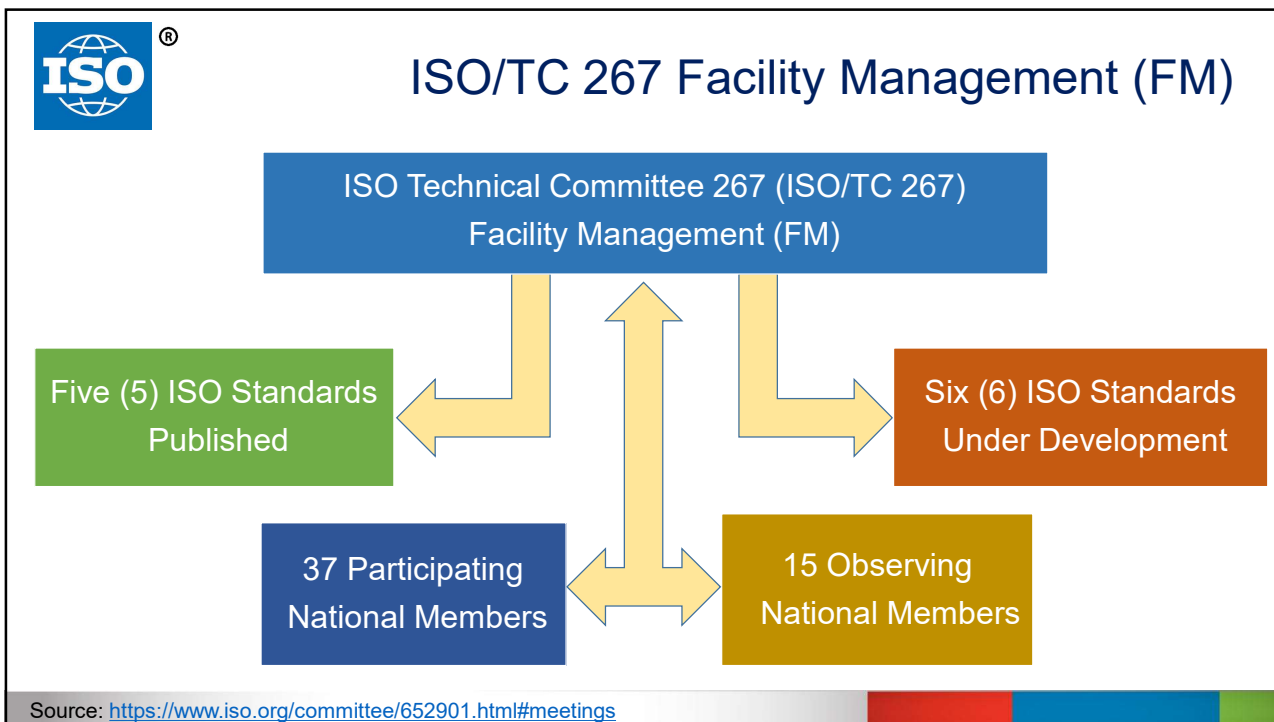 ISO
®
ISO/TC 267 Facility Management (FM)
ISO Technical Committee 267 (ISO/TC 267)
Facility Management (FM)
Five (5) ISO Standards
Published
Six (6) ISO Standards
Under Development
37 Participating
National Members
15 Observing
National Members
Source: https://www.iso.org/committee/652901.html#meetings